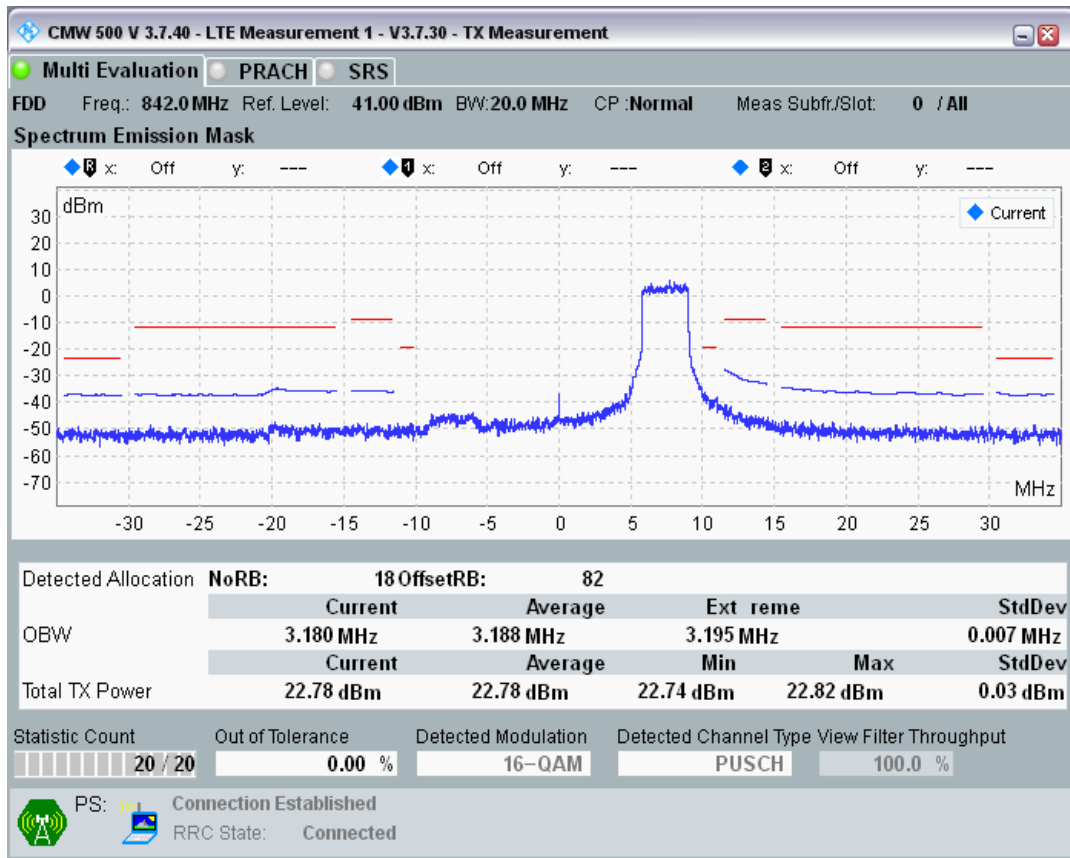 CMW 500 V 3.7.40 - LTE Measurement 1 - V3.7.30 - TX Measurement
Multi Evaluation PRACH SRS
FDD Freq.: 842.0 MHz Ref. Level: 41.00 dBm BW:20.0 MHz CP :Normal Meas Subfr./Slot: 0 / All
Spectrum Emission Mask
R x: Off y: --- 1 x: Off y: --- 2 x: Off y: ---
dBm
Current
30
20
10
0
-10
-20
-30
-40
-50
-60
-70
MHz
-30 -25 -20 -15 -10 -5 0 5 10 15 20 25 30
Detected Allocation NoRB: 18 OffsetRB: 82
Current Average Ext reme StdDev
OBW 3.180 MHz 3.188 MHz 3.195 MHz 0.007 MHz
Current Average Min Max StdDev
Total TX Power 22.78 dBm 22.78 dBm 22.74 dBm 22.82 dBm 0.03 dBm
Statistic Count Out of Tolerance Detected Modulation Detected Channel Type View Filter Throughput
20 / 20 0.00 % 16-QAM PUSCH 100.0 %
PS: Connection Established
RRC State: Connected